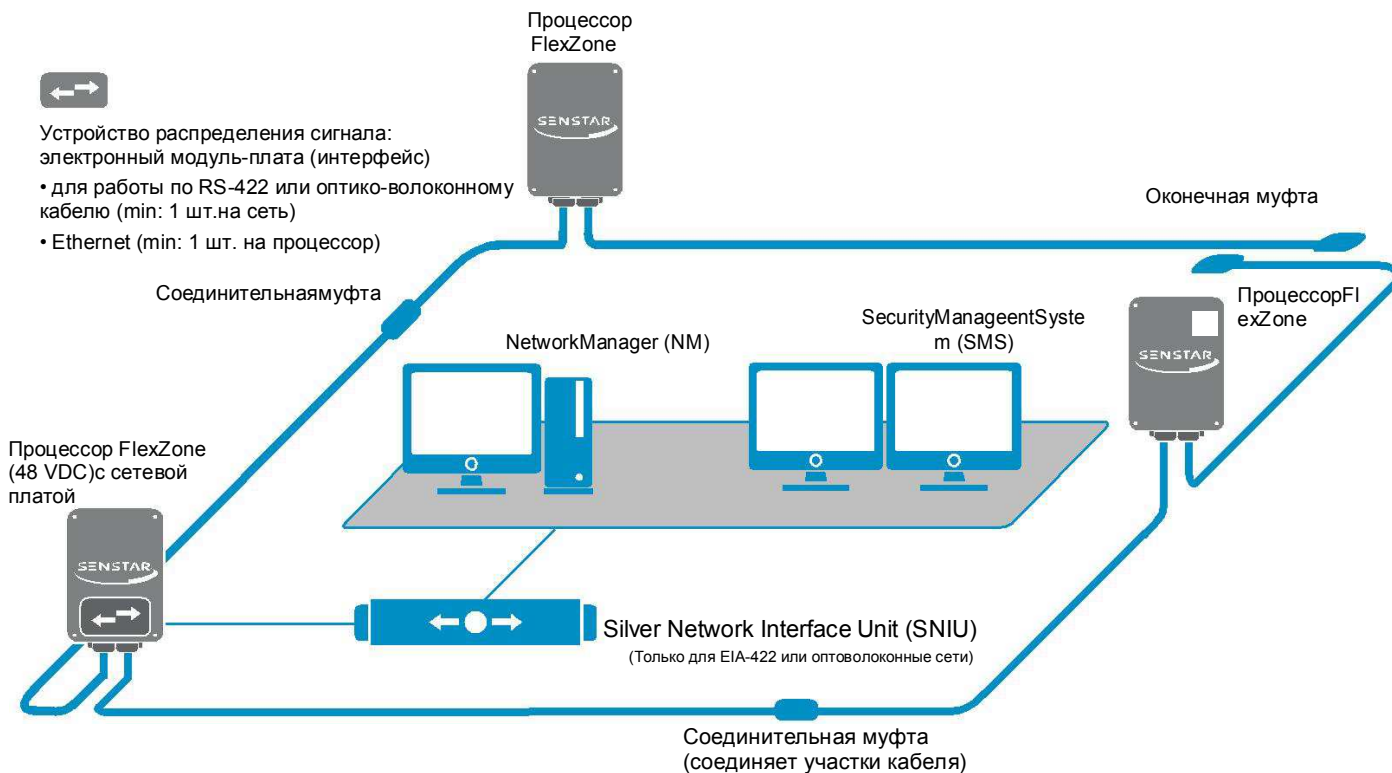 Процессор
FlexZone
SENSTAR
Устройство распределения сигнала:
электронный модуль-плата (интерфейс)
• для работы по RS-422 или оптико-волоконному
кабелю (min: 1 шт.на сеть)
• Ethernet (min: 1 шт. на процессор)
Оконечная муфта
Соединительнаямуфта
ПроцессорFl
exZone
SENSTAR
NetworkManager (NM)
SecurityManageentSyste
m (SMS)
Процессор FlexZone
(48 VDC)с сетевой
платой
SENSTAR
Silver Network Interface Unit (SNIU)
(Только для EIA-422 или оптоволоконные сети)
Соединительная муфта
(соединяет участки кабеля)